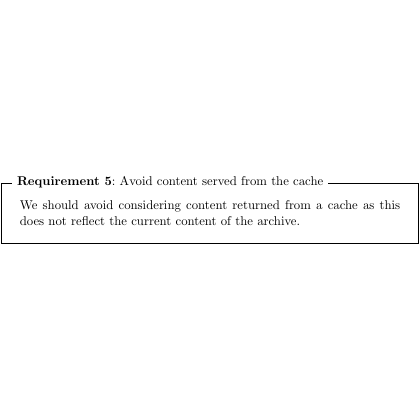 Requirement 5: Avoid content served from the cache
We should avoid considering content returned from a cache as this
does not reflect the current content of the archive.